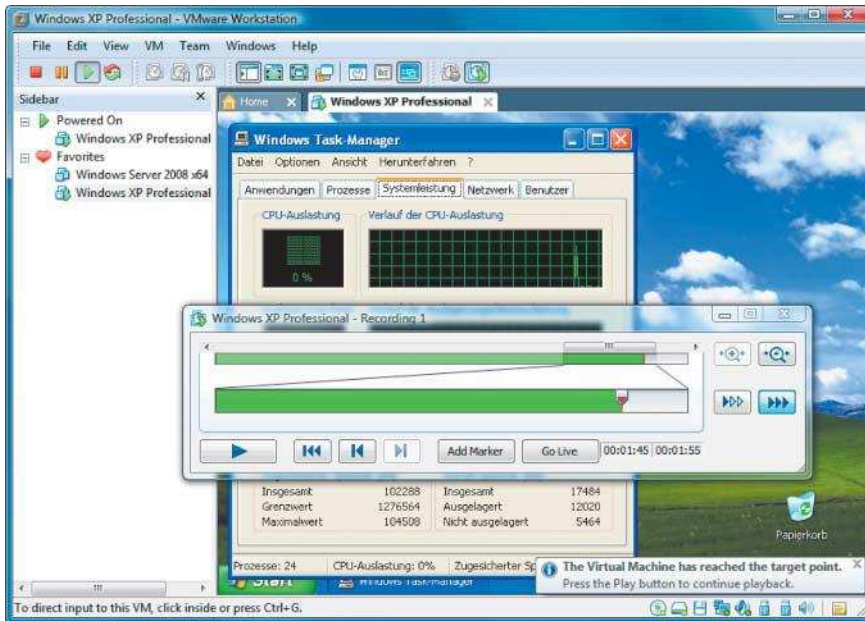 Windows XP Professional - VMware Workstation
File Edit View VM Team Windows Help
Sidebar
Powered On
Windows XP Professional
Favorites
Windows Server 2008 x64
Windows XP Professional
Home Windows XP Professional
Windows Task-Manager
Datei Optionen Ansicht Herunterfahren ?
Anwendungen Prozesse Systemleistung Netzwerk Benutzer
CPU-Auslastung Verlauf der CPU-Auslastung
0 %
Windows XP Professional - Recording 1
Add Marker Go Live 00:01:45 00:01:55
Insgesamt 102288 Insgesamt 17484
Grenzwert 1276564 Ausgelagert 12020
Maximalwert 104508 Nicht ausgelagert 5464
Papierkorb
Prozesse: 24 CPU-Auslastung: 0% Zugesicherter Sp
Start Windows Task-Manager
The Virtual Machine has reached the target point.
Press the Play button to continue playback.
To direct input to this VM, click inside or press Ctrl+G.